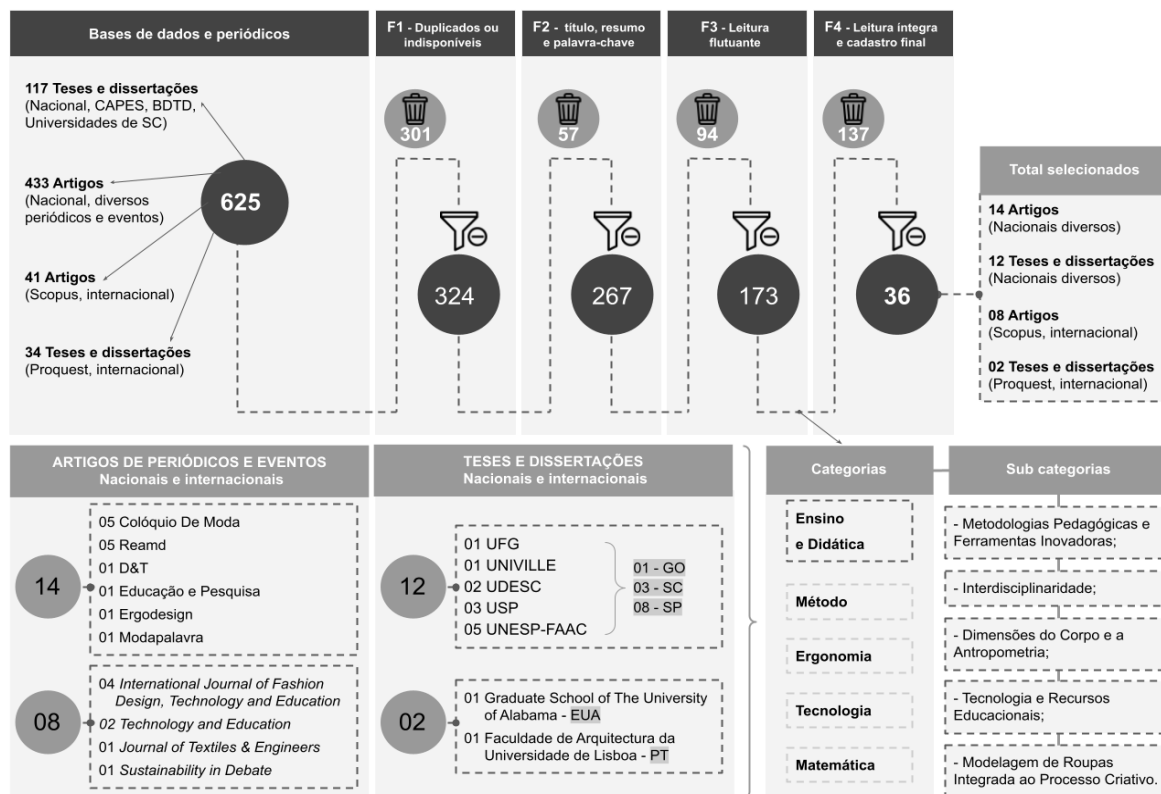 Bases de dados e periódicos
117 Teses e dissertações
(Nacional, CAPES, BDTD,
Universidades de SC)
433 Artigos
(Nacional, diversos
periódicos e eventos)
41 Artigos
(Scopus, internacional)
34 Teses e dissertações
(Proquest, internacional)
625
F1 - Duplicados ou
indisponíveis
301
324
F2 - título, resumo
e palavra-chave
57
267
F3 - Leitura
flutuante
94
173
F4 - Leitura íntegra
e cadastro final
137
36
Total selecionados
14 Artigos
(Nacionais diversos)
12 Teses e dissertações
(Nacionais diversos)
08 Artigos
(Scopus, internacional)
02 Teses e dissertações
(Proquest, internacional)
ARTIGOS DE PERIÓDICOS E EVENTOS
Nacionais e internacionais
14
05 Colóquio De Moda
05 Reamd
01 D&T
01 Educação e Pesquisa
01 Ergodesign
01 Modapalavra
08
04 International Journal of Fashion
Design, Technology and Education
02 Technology and Education
01 Journal of Textiles & Engineers
01 Sustainability in Debate
TESES E DISSERTAÇÕES
Nacionais e internacionais
12
01 UFG
01 UNIVILLE
02 UDESC
03 USP
05 UNESP-FAAC
01 - GO
03 - SC
08 - SP
02
01 Graduate School of The University
of Alabama - EUA
01 Faculdade de Arquitectura da
Universidade de Lisboa - PT
Categorias
Ensino
e Didática
Método
Ergonomia
Tecnologia
Matemática
Sub categorias
- Metodologias Pedagógicas e
Ferramentas Inovadoras;
- Interdisciplinaridade;
- Dimensões do Corpo e a
Antropometria;
- Tecnologia e Recursos
Educacionais;
- Modelagem de Roupas
Integrada ao Processo Criativo.